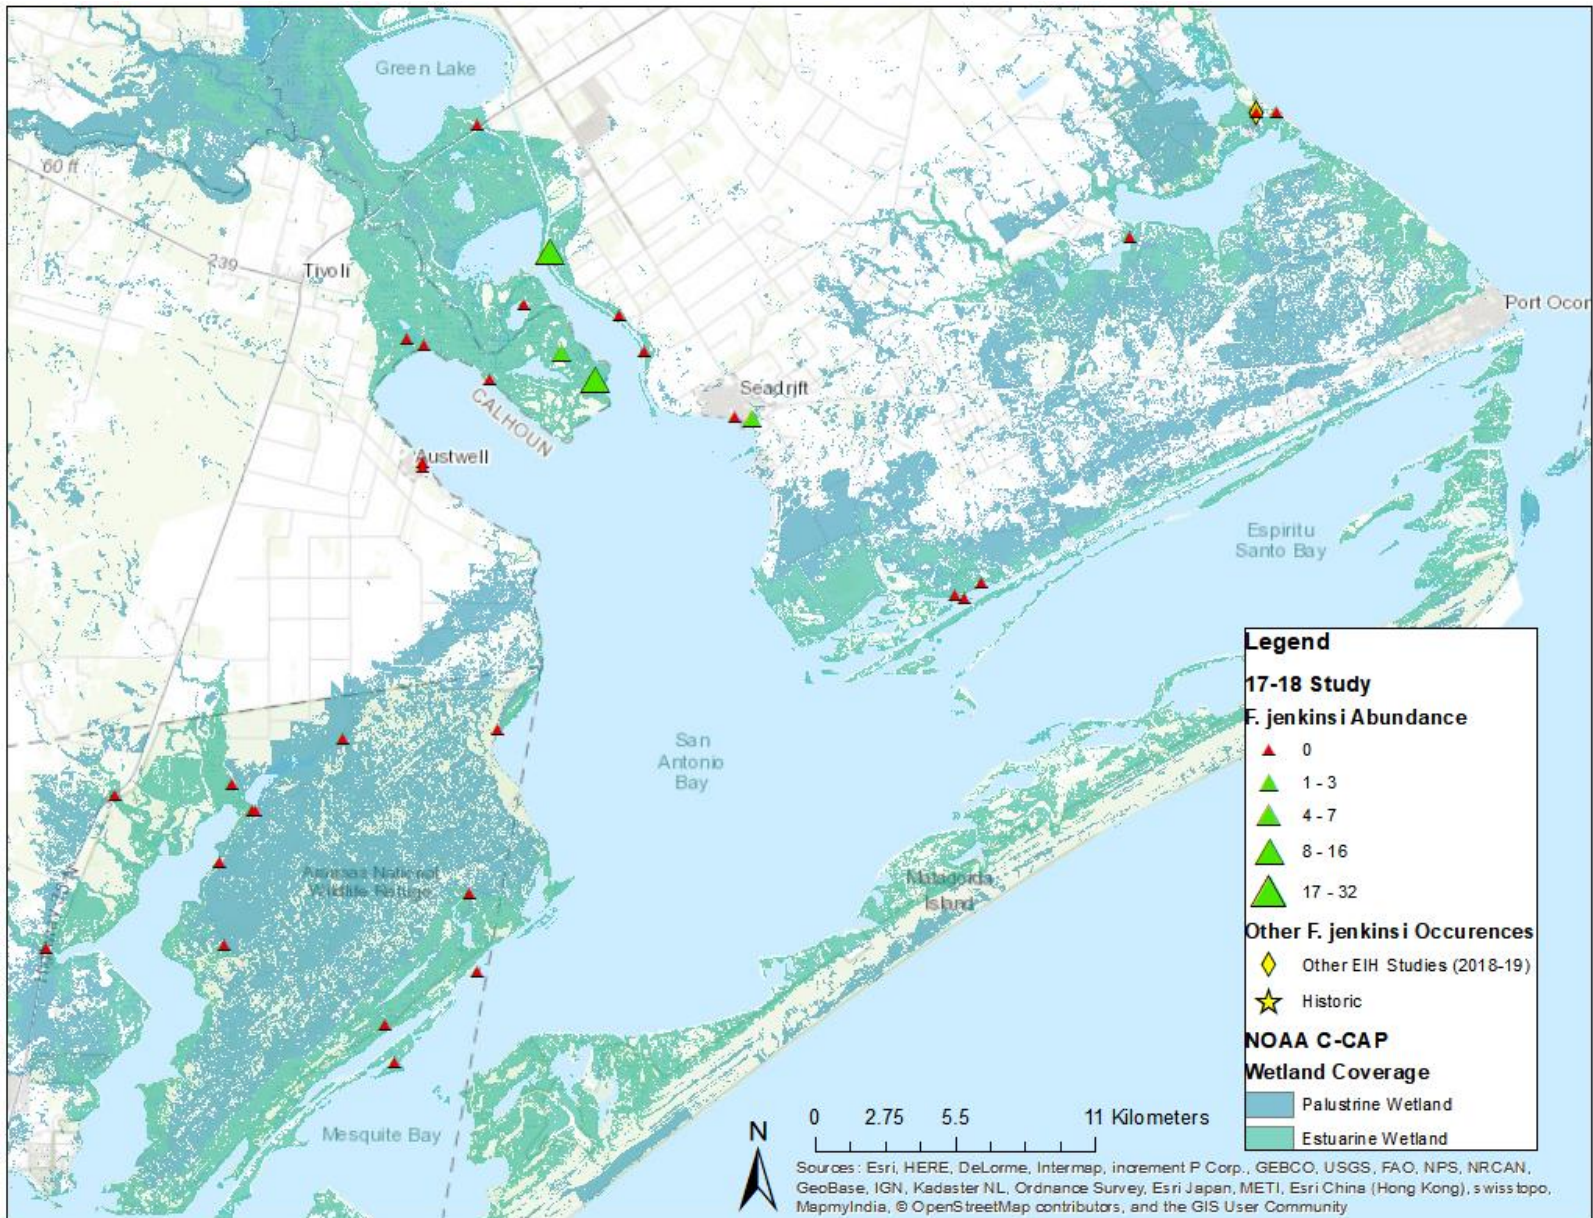 Green Lake
60 ft
239
Tivoli
Port Ocon
Seadrift
CALHOUN
Austwell
Espiritu
Santo Bay
San
Antonio
Bay
Aransas National
Wildlife Refuge
Matagorda
Island
Mesquite Bay
Legend
17-18 Study
F. jenkinsi Abundance
0
1 - 3
4 - 7
8 - 16
17 - 32
Other F. jenkinsi Occurences
Other EIH Studies (2018-19)
Historic
NOAA C-CAP
Wetland Coverage
Palustrine Wetland
Estuarine Wetland
N
0 2.75 5.5 11 Kilometers
Sources: Esri, HERE, DeLorme, Intermap, increment P Corp., GEBCO, USGS, FAO, NPS, NRCAN,
GeoBase, IGN, Kadaster NL, Ordnance Survey, Esri Japan, METI, Esri China (Hong Kong), swisstopo,
MapmyIndia, © OpenStreetMap contributors, and the GIS User Community